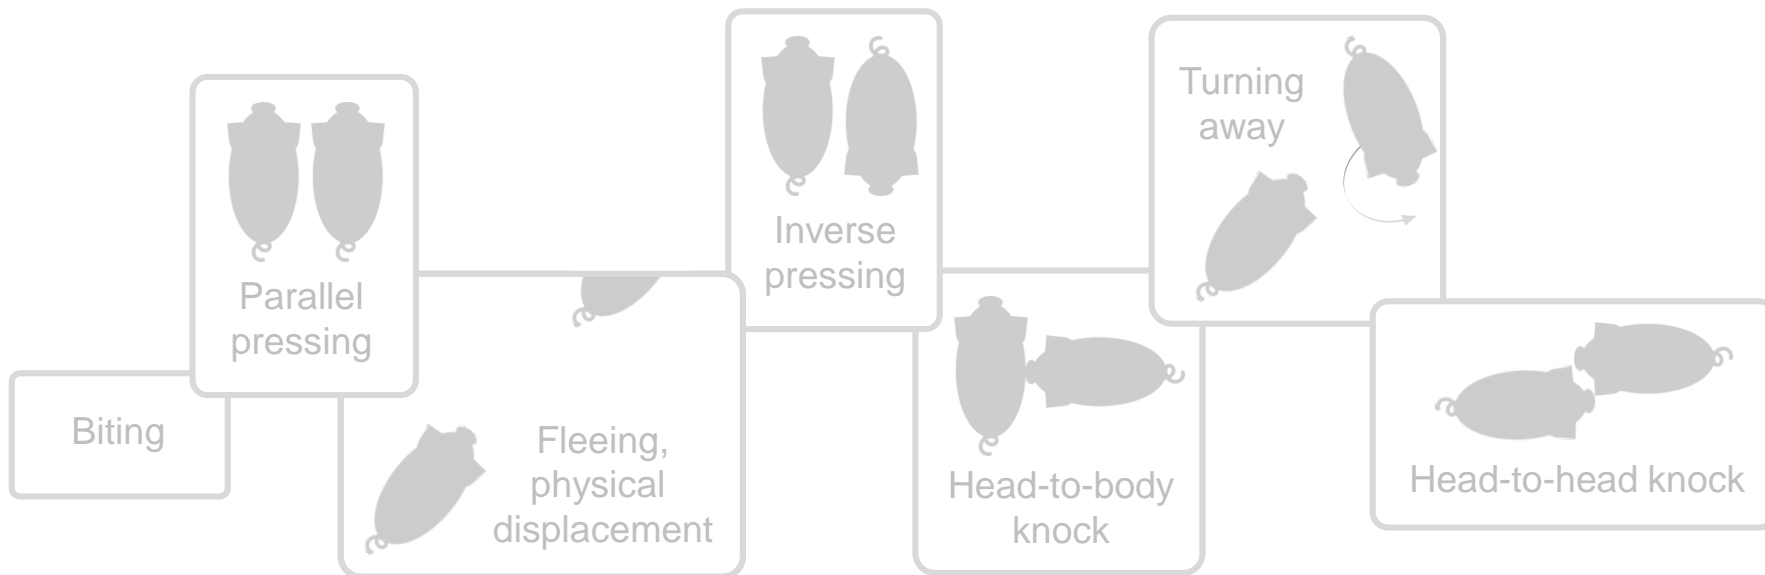 Biting
Parallel
pressing
Fleeing,
physical
displacement
Inverse
pressing
Head-to-body
knock
Turning
away
Head-to-head knock